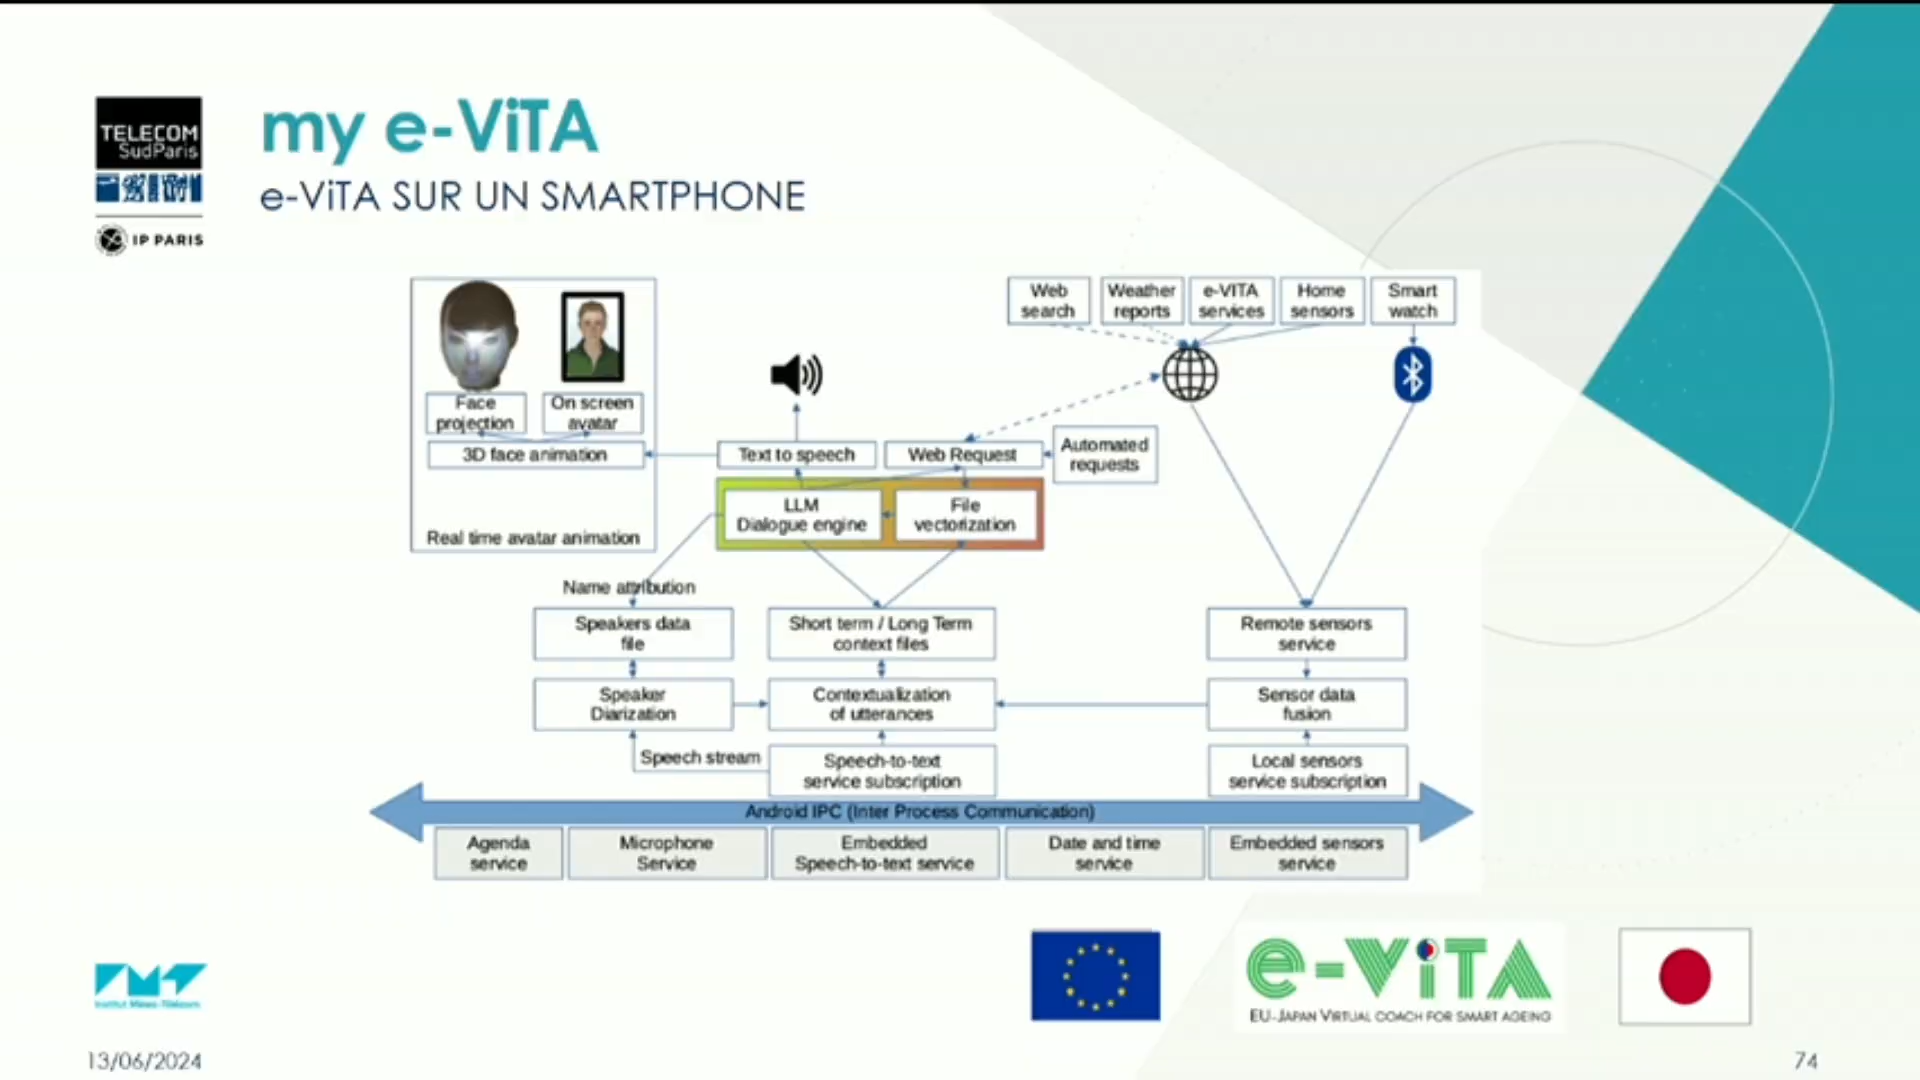 TELECOM
SudParis
IP PARIS
my e-ViTA
e-ViTA SUR UN SMARTPHONE
Face
projection
On screen
avatar
3D face animation
Real time avatar animation
Web
search
Weather
reports
e-VITA
services
Home
sensors
Smart
watch
Text to speech
Web Request
Automated
requests
LLM
Dialogue engine
File
vectorization
Name attribution
Speakers data
file
Short term / Long Term
context files
Remote sensors
service
Speaker
Diarization
Contextualization
of utterances
Sensor data
fusion
Speech stream
Speech-to-text
service subscription
Local sensors
service subscription
Android IPC (Inter Process Communication)
Agenda
service
Microphone
Service
Embedded
Speech-to-text service
Date and time
service
Embedded sensors
service
IMT
Institut Mines-Télécom
e-ViTA
EU-JAPAN VIRTUAL COACH FOR SMART AGEING
13/06/2024
74